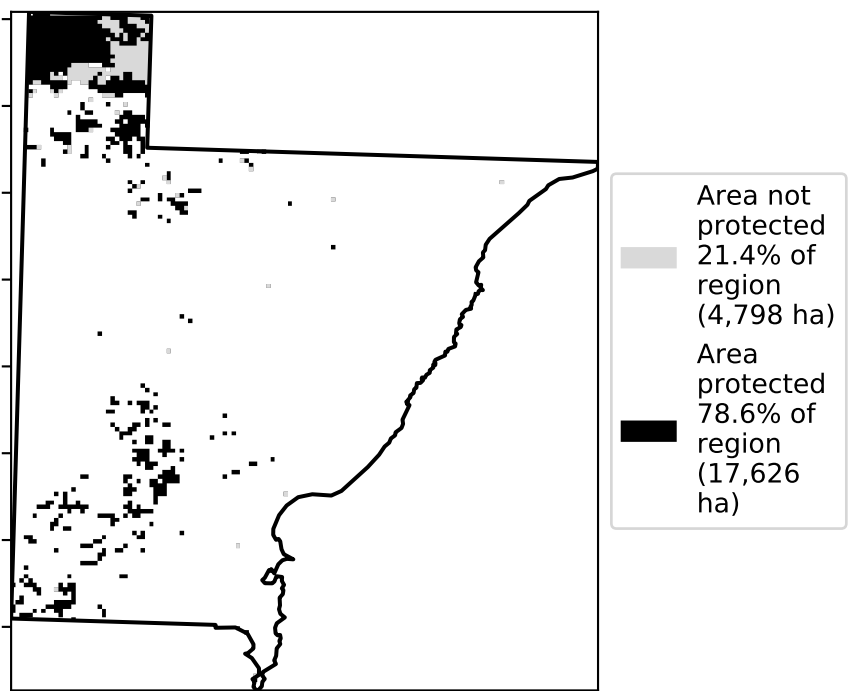 Area not
protected
21.4% of
region
(4,798 ha)
Area
protected
78.6% of
region
(17,626
ha)